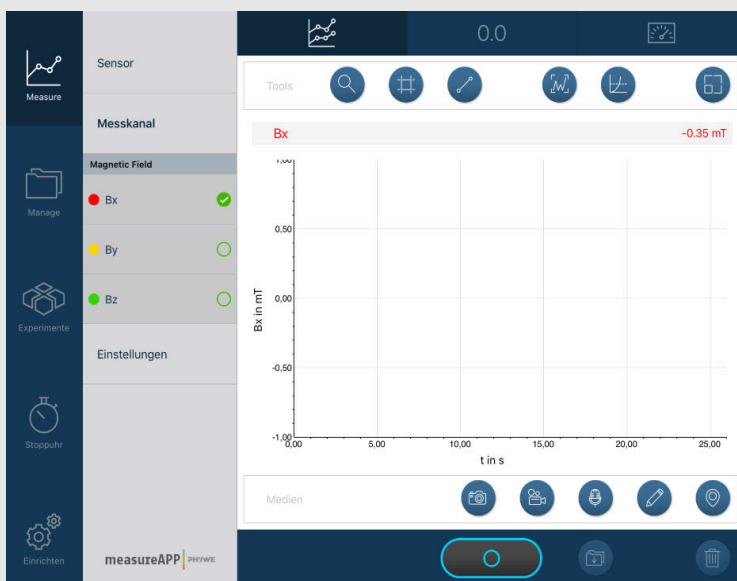 Measure
Manage
Experimente
Stoppuhr
Einrichten
Sensor
Messkanal
Magnetic Field
Bx
By
Bz
Einstellungen
measureAPP PHYWE
0.0
Tools
Bx -0.35 mT
1,00
0,50
0,00
-0,50
-1,00
Bx in mT
0,00 5,00 10,00 15,00 20,00 25,00
t in s
Medien